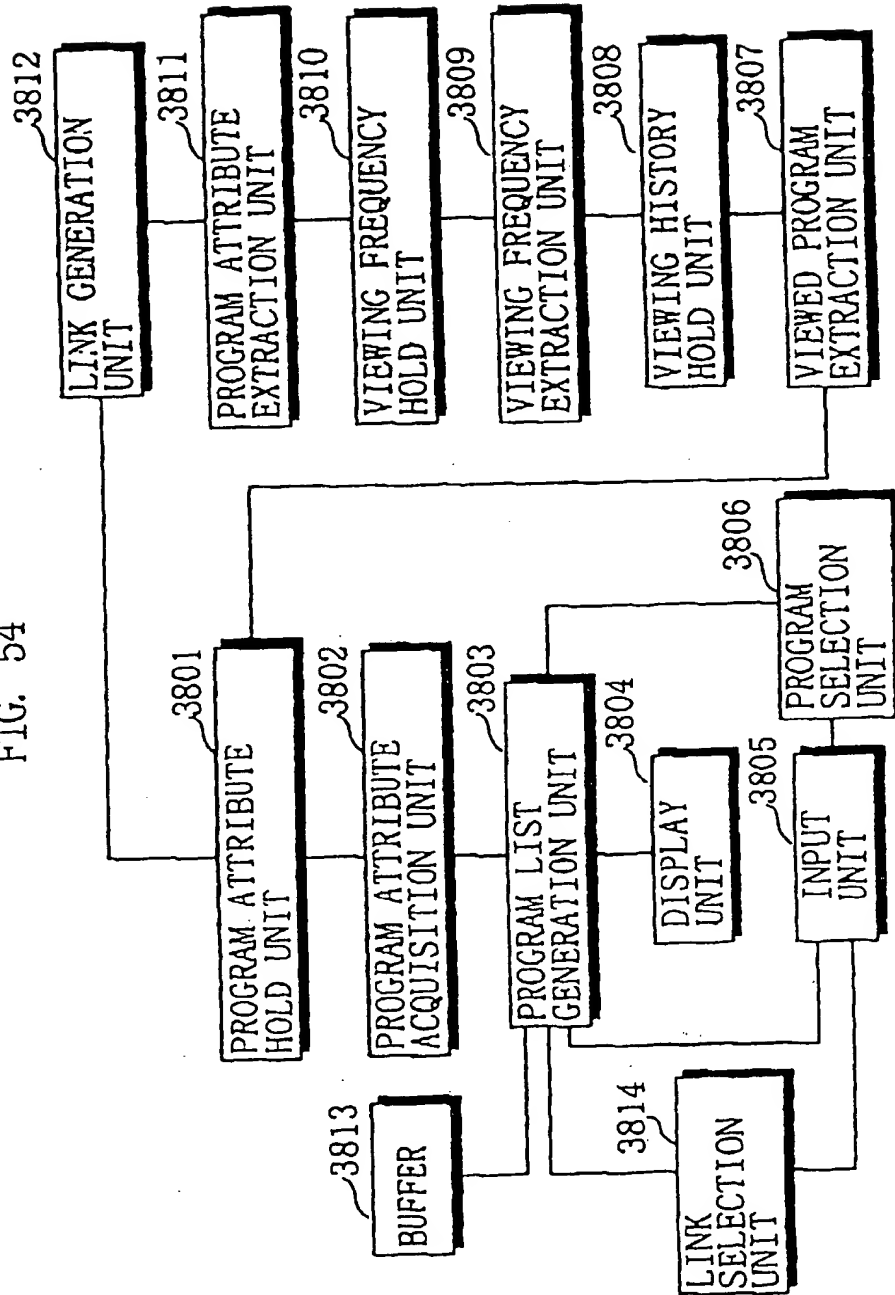 FIG. 54
3801
PROGRAM ATTRIBUTE
HOLD UNIT
3802
PROGRAM ATTRIBUTE
ACQUISITION UNIT
3813
BUFFER
3803
PROGRAM LIST
GENERATION UNIT
3804
DISPLAY
UNIT
3814
LINK
SELECTION
UNIT
3805
INPUT
UNIT
3806
PROGRAM
SELECTION
UNIT
3812
LINK GENERATION
UNIT
3811
PROGRAM ATTRIBUTE
EXTRACTION UNIT
3810
VIEWING FREQUENCY
HOLD UNIT
3809
VIEWING FREQUENCY
EXTRACTION UNIT
3808
VIEWING HISTORY
HOLD UNIT
3807
VIEWED PROGRAM
EXTRACTION UNIT